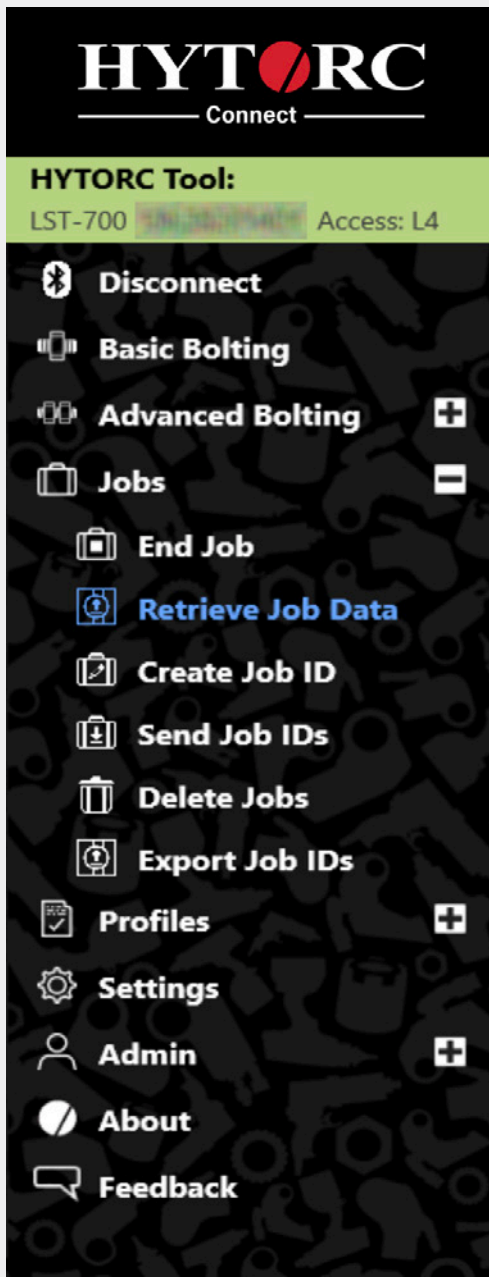 HYTORC
Connect
HYTORC Tool:
LST-700 Access: L4
Disconnect
Basic Bolting
Advanced Bolting
Jobs
End Job
Retrieve Job Data
Create Job ID
Send Job IDs
Delete Jobs
Export Job IDs
Profiles
Settings
Admin
About
Feedback